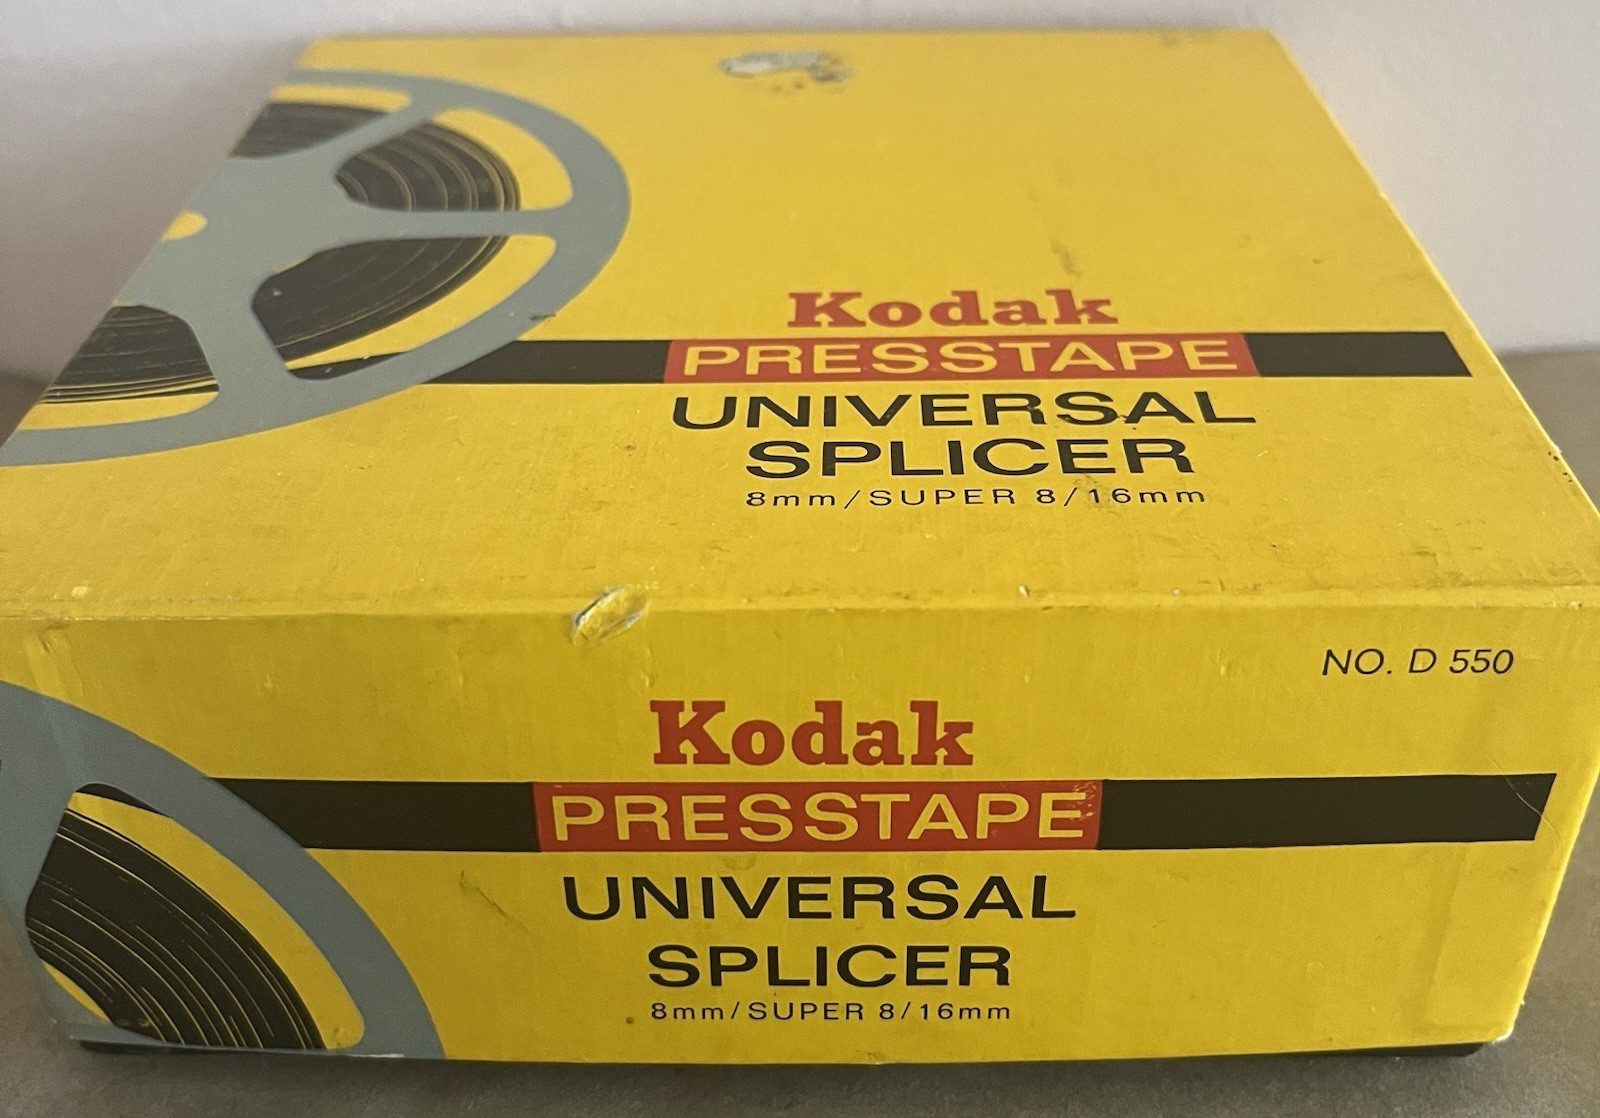 Kodak
PRESSTAPE
UNIVERSAL
SPLICER
8mm/SUPER 8/16mm
NO. D 550
Kodak
PRESSTAPE
UNIVERSAL
SPLICER
8mm/SUPER 8/16mm